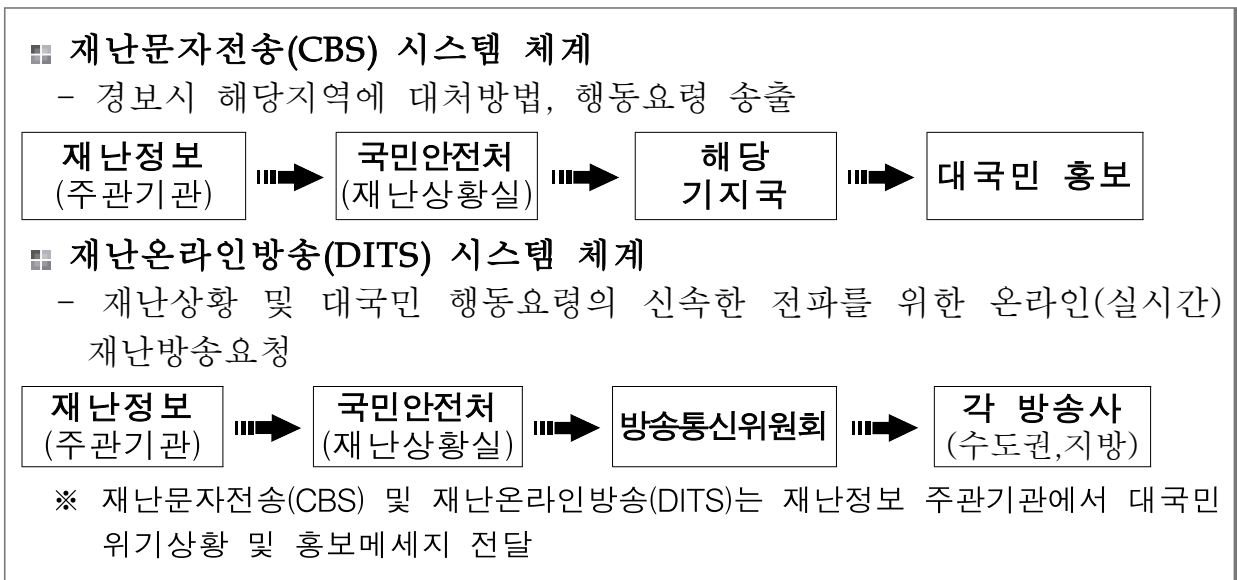 재난문자전송(CBS) 시스템 체계
- 경보시 해당지역에 대처방법, 행동요령 송출
재난정보 국민안전처 해당 대국민 홍보
(주관기관) (재난상황실) 기지국
재난온라인방송(DITS) 시스템 체계
- 재난상황 및 대국민 행동요령의 신속한 전파를 위한 온라인(실시간)
재난방송요청
재난정보 국민안전처 방송통신위원회 각 방송사
(주관기관) (재난상황실) (수도권,지방)
※ 재난문자전송(CBS) 및 재난온라인방송(DITS)는 재난정보 주관기관에서 대국민
위기상황 및 홍보메세지 전달